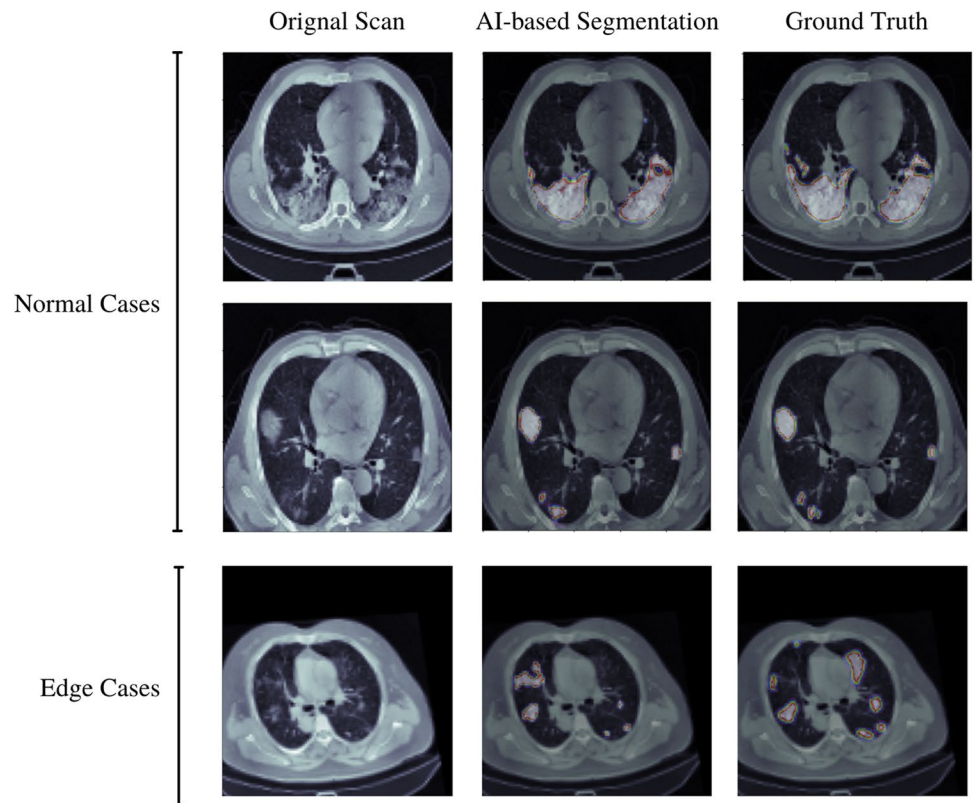 Orignal Scan AI-based Segmentation Ground Truth
Normal Cases
Edge Cases